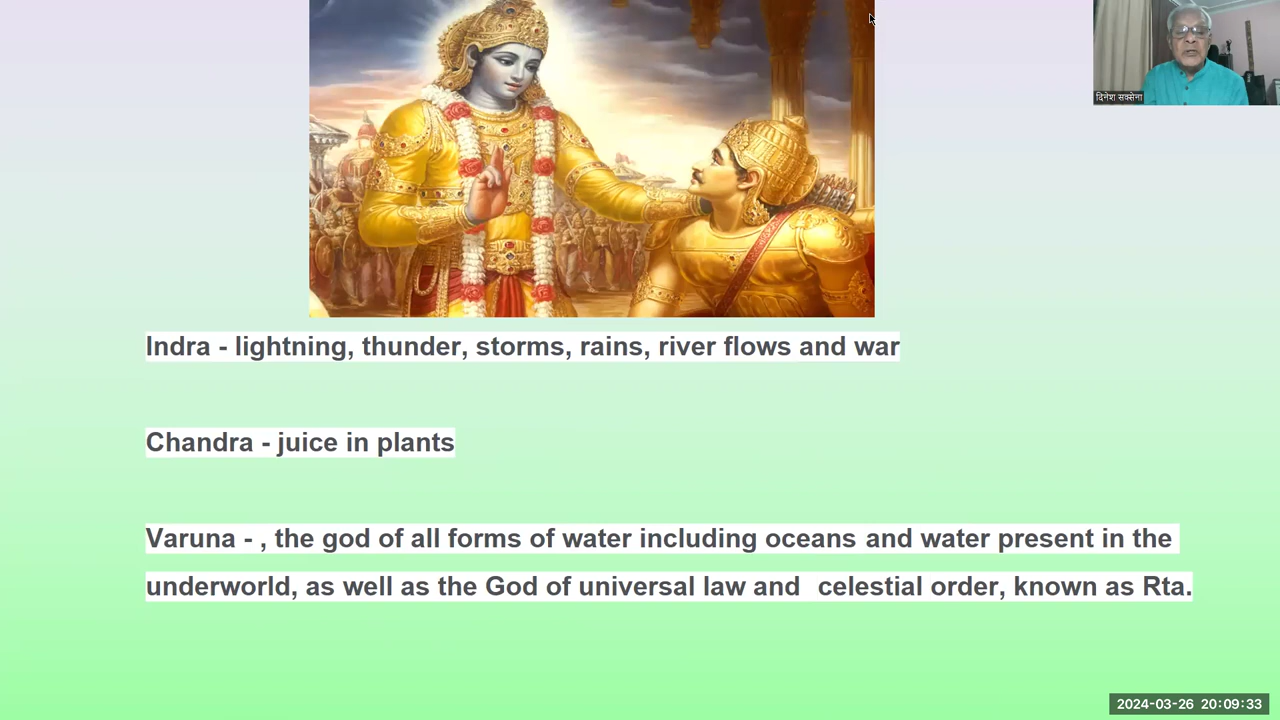 दिनेश सक्सेना
Indra - lightning, thunder, storms, rains, river flows and war
Chandra - juice in plants
Varuna - , the god of all forms of water including oceans and water present in the
underworld, as well as the God of universal law and celestial order, known as Rta.
2024-03-26 20:09:33